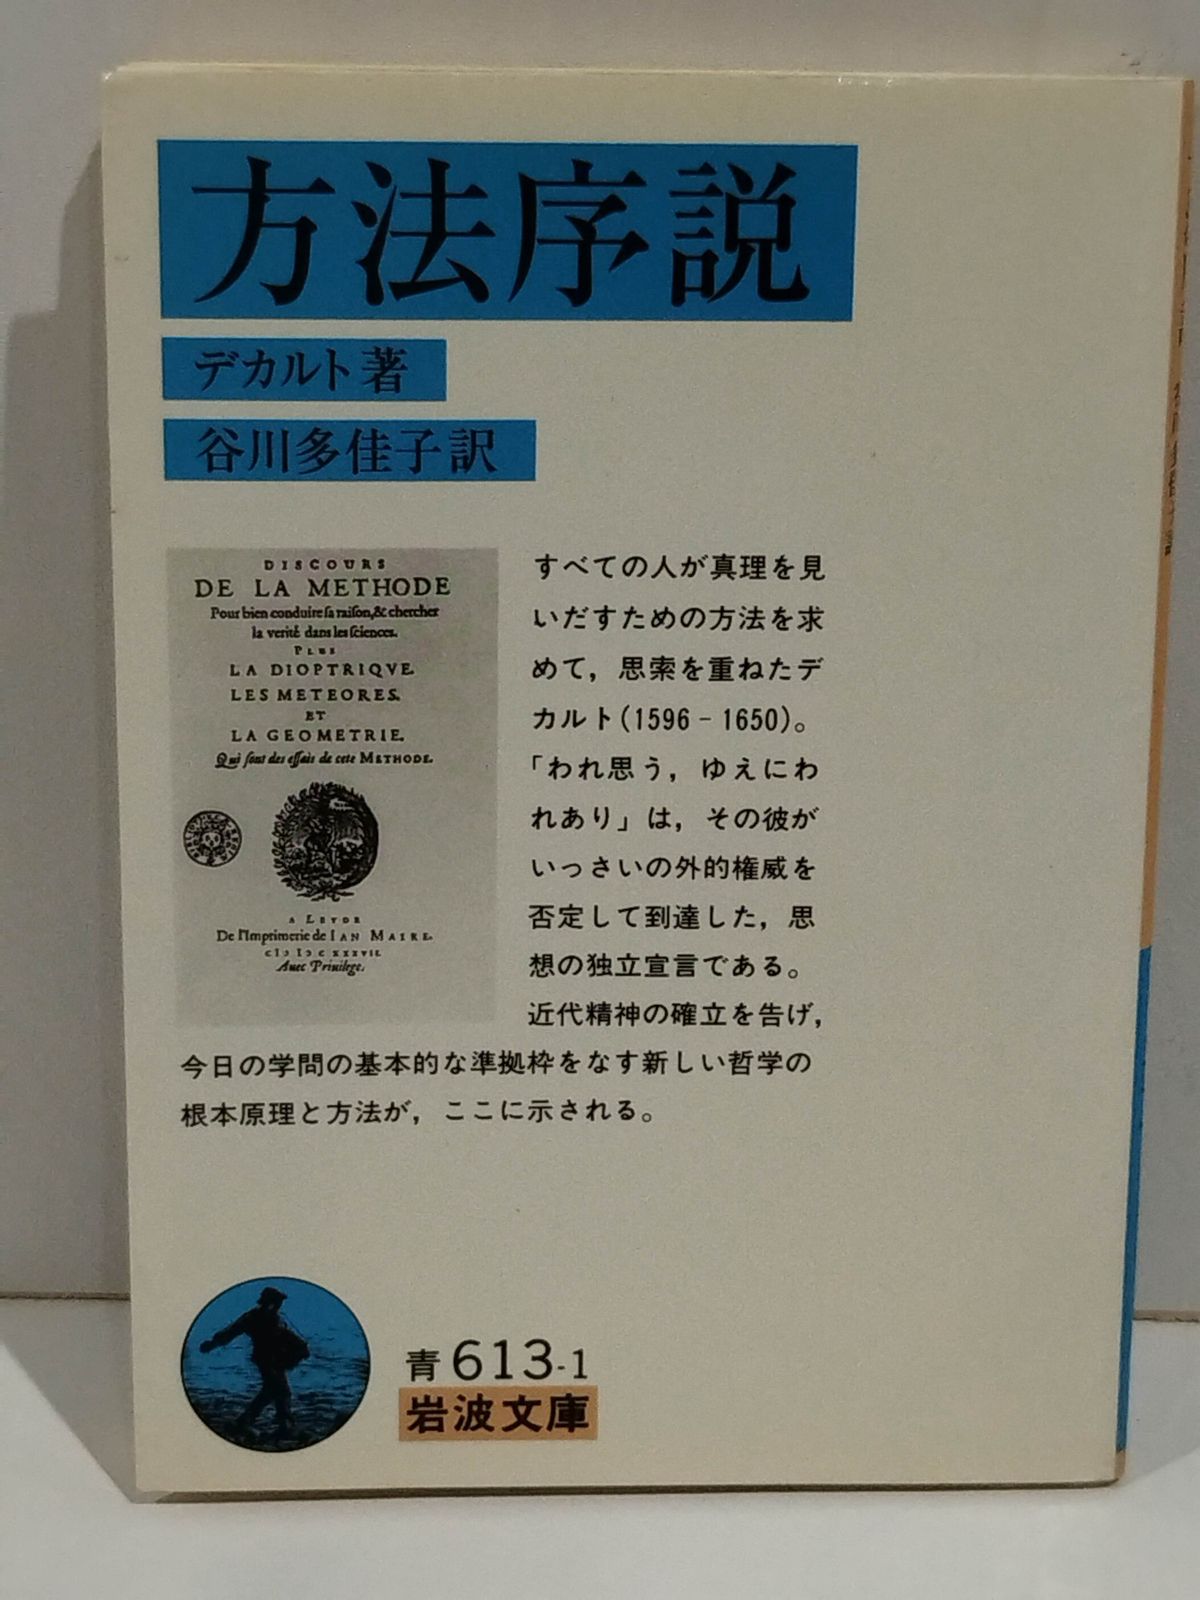 方法序説
デカルト著
谷川多佳子訳
DISCOURS
DE LA METHODE
Pour bien conduire sa raison, & chercher
la verité dans les sciences.
PLUS
LA DIOPTRIQVE.
LES METEORES.
ET
LA GEOMETRIE.
Qui sont des essais de cete METHODE.
A LEYDE
De l'Imprimerie de IAN MAIRE.
CIƆ IƆ C XXXVII.
Auec Priuilege.
すべての人が真理を見
いだすための方法を求
めて，思索を重ねたデ
カルト(1596‐1650)。
「われ思う，ゆえにわ
れあり」は，その彼が
いっさいの外的権威を
否定して到達した，思
想の独立宣言である。
近代精神の確立を告げ，
今日の学問の基本的な準拠枠をなす新しい哲学の
根本原理と方法が，ここに示される。
青 613-1
岩波文庫